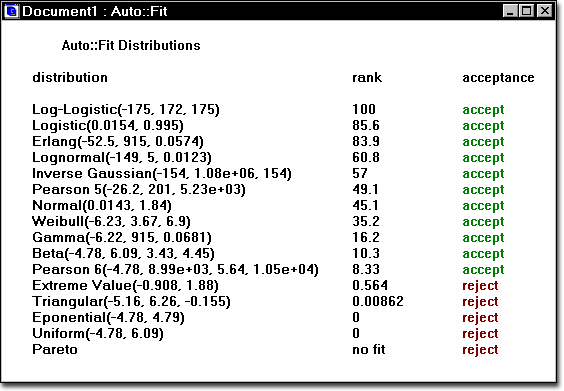 Document1 : Auto::Fit
Auto::Fit Distributions
distribution rank acceptance
Log-Logistic(-175, 172, 175) 100 accept
Logistic(0.0154, 0.995) 85.6 accept
Erlang(-52.5, 915, 0.0574) 83.9 accept
Lognormal(-149, 5, 0.0123) 60.8 accept
Inverse Gaussian(-154, 1.08e+06, 154) 57 accept
Pearson 5(-26.2, 201, 5.23e+03) 49.1 accept
Normal(0.0143, 1.84) 45.1 accept
Weibull(-6.23, 3.67, 6.9) 35.2 accept
Gamma(-6.22, 915, 0.0681) 16.2 accept
Beta(-4.78, 6.09, 3.43, 4.45) 10.3 accept
Pearson 6(-4.78, 8.99e+03, 5.64, 1.05e+04) 8.33 accept
Extreme Value(-0.908, 1.88) 0.564 reject
Triangular(-5.16, 6.26, -0.155) 0.00862 reject
Eponential(-4.78, 4.79) 0 reject
Uniform(-4.78, 6.09) 0 reject
Pareto no fit reject